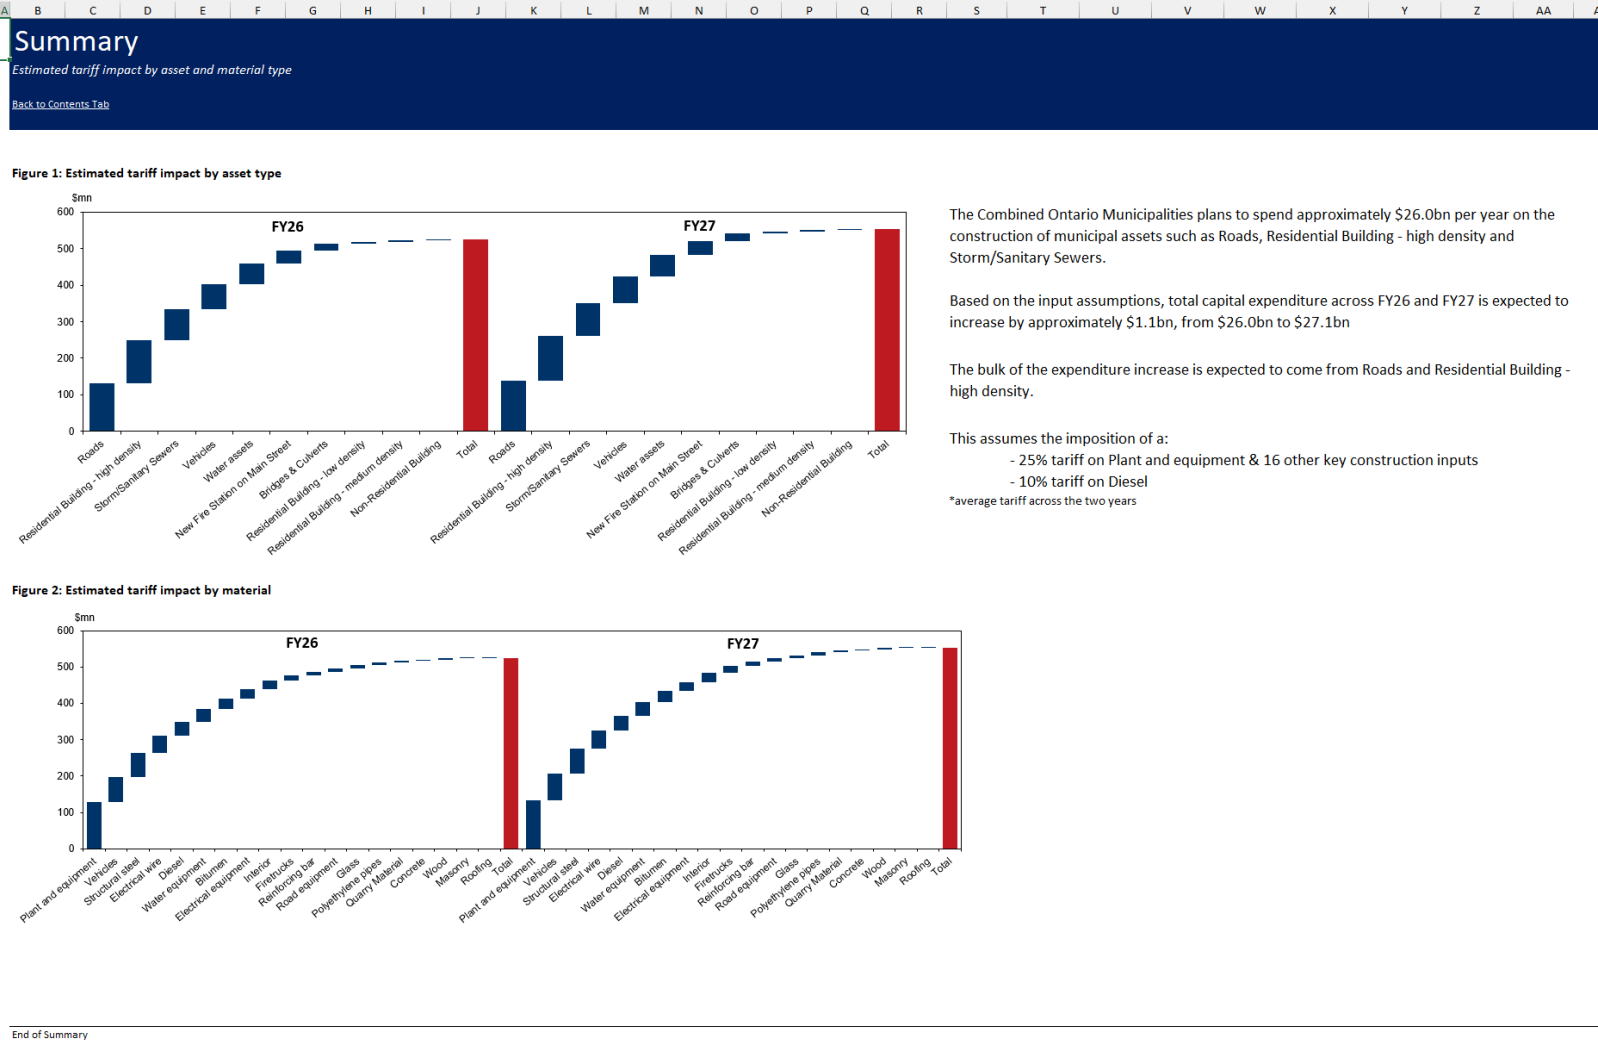 A B C D E F G H I J K L M N O P Q R S T U V W X Y Z AA
Summary
Estimated tariff impact by asset and material type
Back to Contents Tab
Figure 1: Estimated tariff impact by asset type
$mn
600
500
400
300
200
100
0
FY26
FY27
Roads
Residential Building - high density
Storm/Sanitary Sewers
Vehicles
Water assets
New Fire Station on Main Street
Bridges & Culverts
Residential Building - low density
Residential Building - medium density
Non-Residential Building
Total
Roads
Residential Building - high density
Storm/Sanitary Sewers
Vehicles
Water assets
New Fire Station on Main Street
Bridges & Culverts
Residential Building - low density
Residential Building - medium density
Non-Residential Building
Total
The Combined Ontario Municipalities plans to spend approximately $26.0bn per year on the
construction of municipal assets such as Roads, Residential Building - high density and
Storm/Sanitary Sewers.
Based on the input assumptions, total capital expenditure across FY26 and FY27 is expected to
increase by approximately $1.1bn, from $26.0bn to $27.1bn
The bulk of the expenditure increase is expected to come from Roads and Residential Building -
high density.
This assumes the imposition of a:
- 25% tariff on Plant and equipment & 16 other key construction inputs
- 10% tariff on Diesel
*average tariff across the two years
Figure 2: Estimated tariff impact by material
$mn
600
500
400
300
200
100
0
FY26
FY27
Plant and equipment
Vehicles
Structural steel
Electrical wire
Diesel
Water equipment
Bitumen
Electrical equipment
Interior
Firetrucks
Reinforcing bar
Road equipment
Glass
Polyethylene pipes
Quarry Material
Concrete
Wood
Masonry
Roofing
Total
Plant and equipment
Vehicles
Structural steel
Electrical wire
Diesel
Water equipment
Bitumen
Electrical equipment
Interior
Firetrucks
Reinforcing bar
Road equipment
Glass
Polyethylene pipes
Quarry Material
Concrete
Wood
Masonry
Roofing
Total
End of Summary